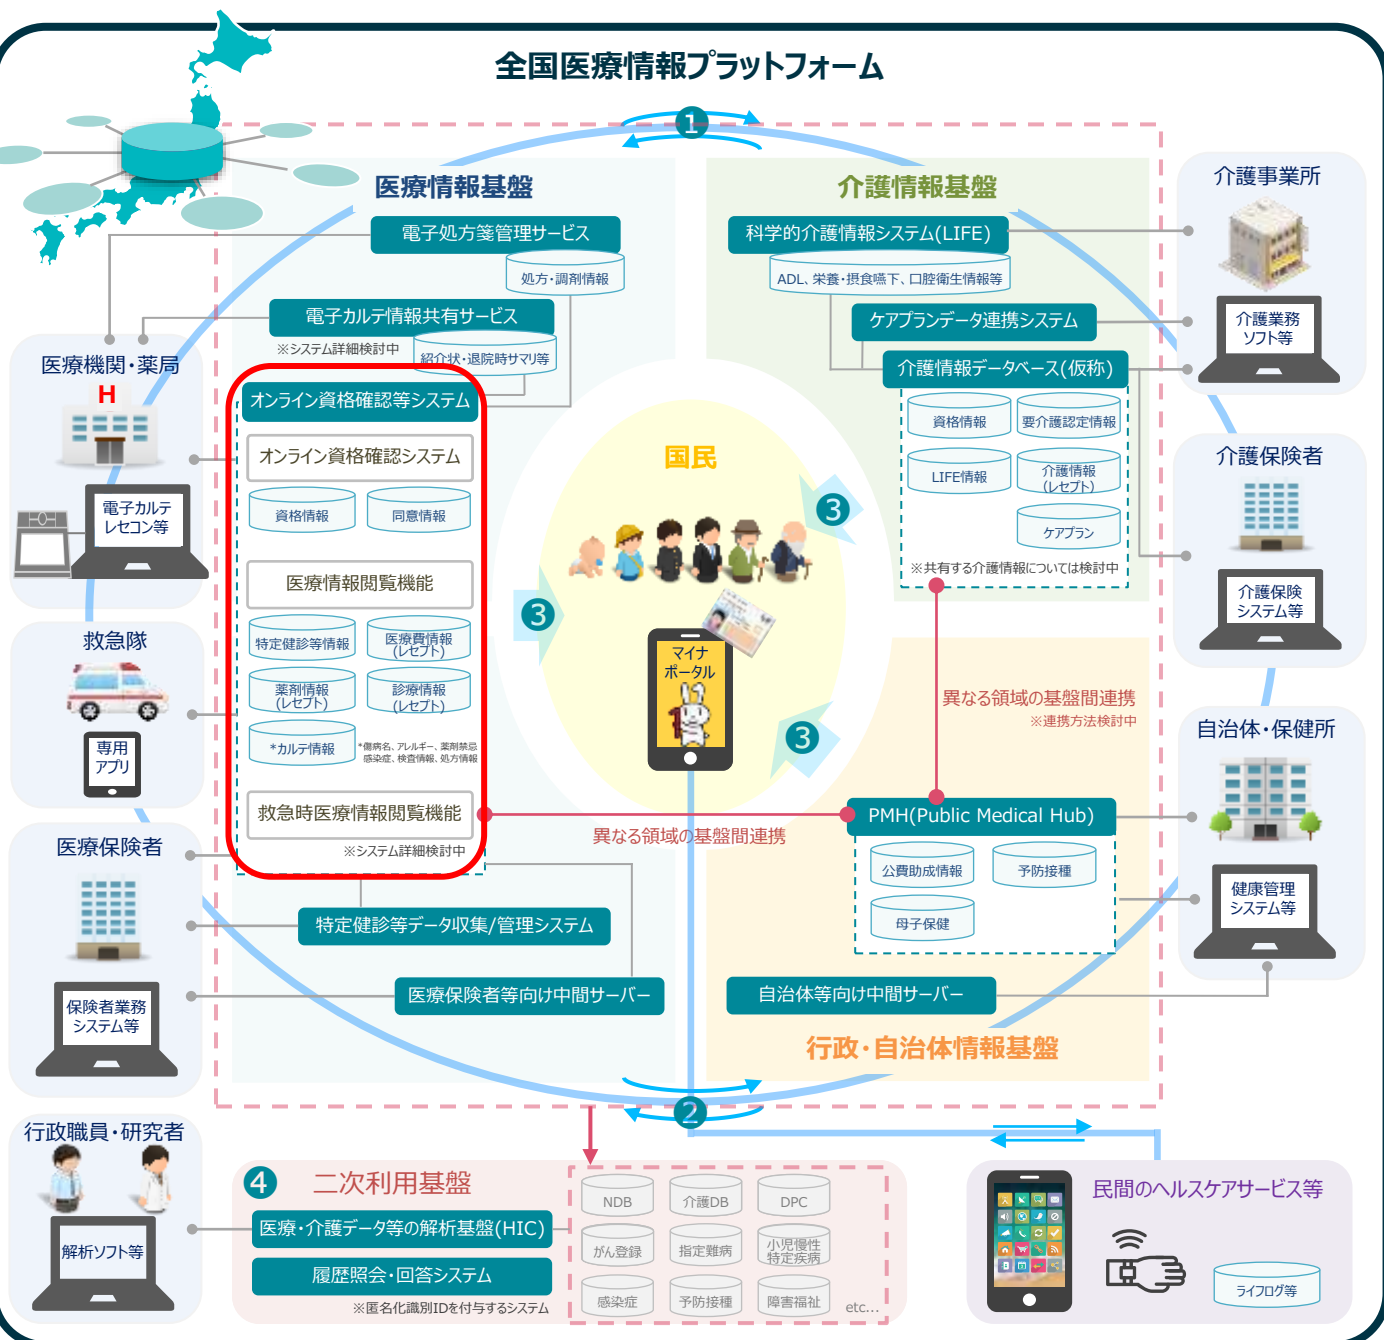 全国医療情報プラットフォーム
1
医療情報基盤
電子処方箋管理サービス
処方・調剤情報
電子カルテ情報共有サービス
※システム詳細検討中
紹介状・退院時サマリ等
オンライン資格確認等システム
オンライン資格確認システム
資格情報
同意情報
医療情報閲覧機能
特定健診等情報
医療費情報
(レセプト)
薬剤情報
(レセプト)
診療情報
(レセプト)
*カルテ情報
*傷病名、アレルギー、薬剤禁忌
感染症、検査情報、処方情報
救急時医療情報閲覧機能
※システム詳細検討中
特定健診等データ収集/管理システム
医療保険者等向け中間サーバー
介護情報基盤
科学的介護情報システム(LIFE)
ADL、栄養・摂食嚥下、口腔衛生情報等
ケアプランデータ連携システム
介護情報データベース(仮称)
資格情報
要介護認定情報
LIFE情報
介護情報
(レセプト)
ケアプラン
※共有する介護情報については検討中
国民
3
3
3
マイナ
ポータル
異なる領域の基盤間連携
※連携方法検討中
異なる領域の基盤間連携
PMH(Public Medical Hub)
公費助成情報
予防接種
母子保健
自治体等向け中間サーバー
行政・自治体情報基盤
2
医療機関・薬局
H
電子カルテ
レセコン等
救急隊
専用
アプリ
医療保険者
保険者業務
システム等
行政職員・研究者
解析ソフト等
介護事業所
介護業務
ソフト等
介護保険者
介護保険
システム等
自治体・保健所
健康管理
システム等
4
二次利用基盤
医療・介護データ等の解析基盤(HIC)
履歴照会・回答システム
※匿名化識別IDを付与するシステム
NDB
介護DB
DPC
がん登録
指定難病
小児慢性
特定疾病
感染症
予防接種
障害福祉
etc...
民間のヘルスケアサービス等
ライフログ等